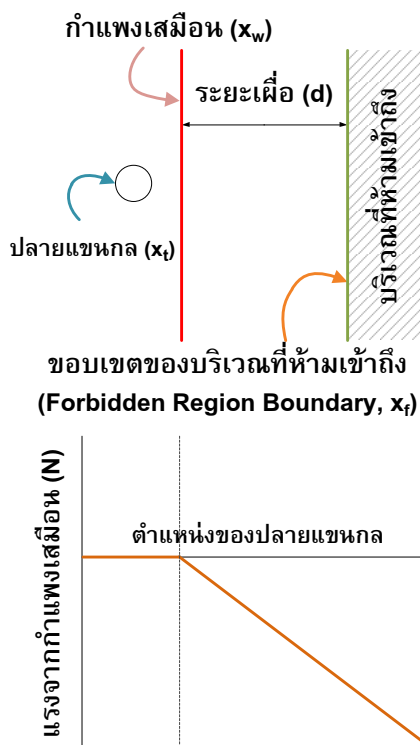 กำแพงเสมือน (xw)
ระยะเผื่อ (d)
บริเวณที่ห้ามเข้าถึง
ปลายแขนกล (xt)
ขอบเขตของบริเวณที่ห้ามเข้าถึง
(Forbidden Region Boundary, xf)
แรงจากกำแพงเสมือน (N)
ตำแหน่งของปลายแขนกล